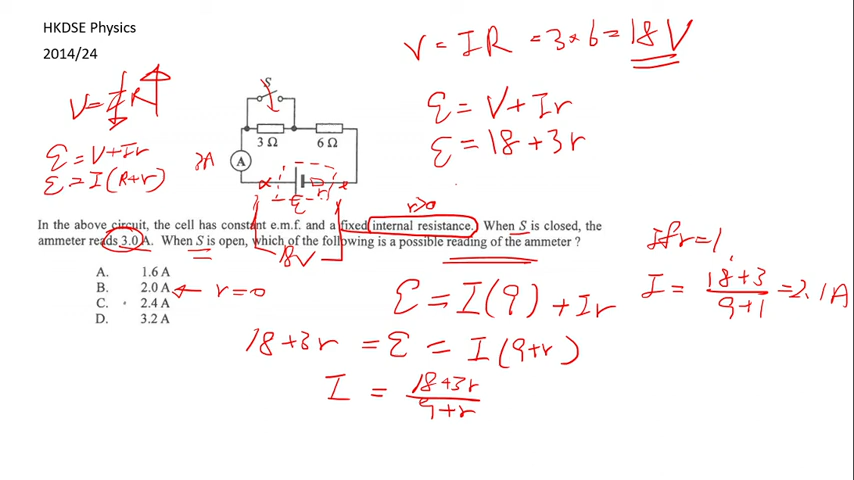 HKDSE Physics
2014/24
V = IR = 3 × 6 = 18 V
V = IR
ε = V + Ir
ε = I(R+r)
S
3 Ω
6 Ω
3A
A
r
ε
18V
ε = V + Ir
ε = 18 + 3r
r>0
In the above circuit, the cell has constant e.m.f. and a fixed internal resistance. When S is closed, the
ammeter reads 3.0 A. When S is open, which of the following is a possible reading of the ammeter ?
A. 1.6 A
B. 2.0 A ← r=0
C. 2.4 A
D. 3.2 A
ε = I(9) + Ir
18+3r = ε = I(9+r)
I = 18+3r / 9+r
If r=1,
I = 18+3 / 9+1 = 2.1A